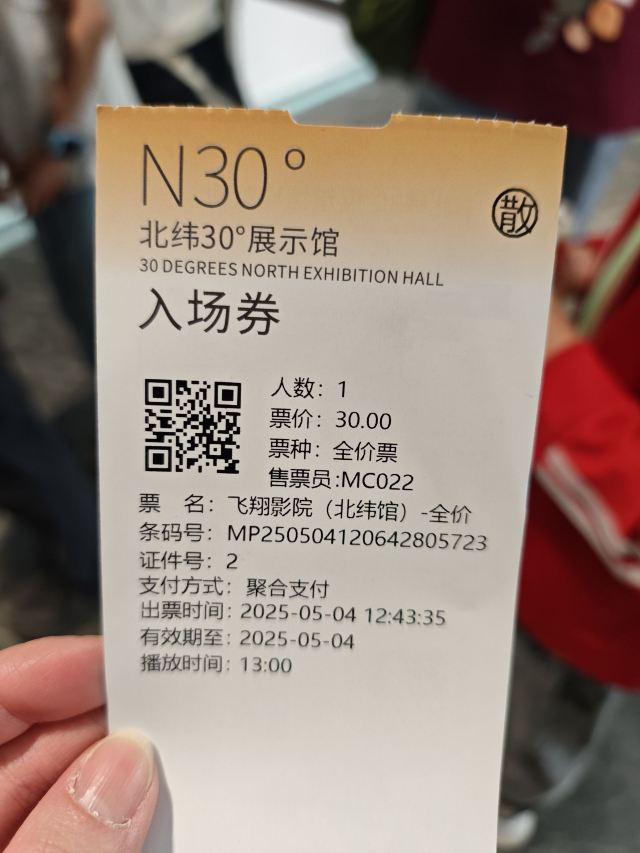 N30°
散
北纬30°展示馆
30 DEGREES NORTH EXHIBITION HALL
入场券
人数：1
票价：30.00
票种：全价票
售票员:MC022
票 名：飞翔影院（北纬馆）-全价
条码号：MP250504120642805723
证件号：2
支付方式：聚合支付
出票时间：2025-05-04 12:43:35
有效期至：2025-05-04
播放时间：13:00